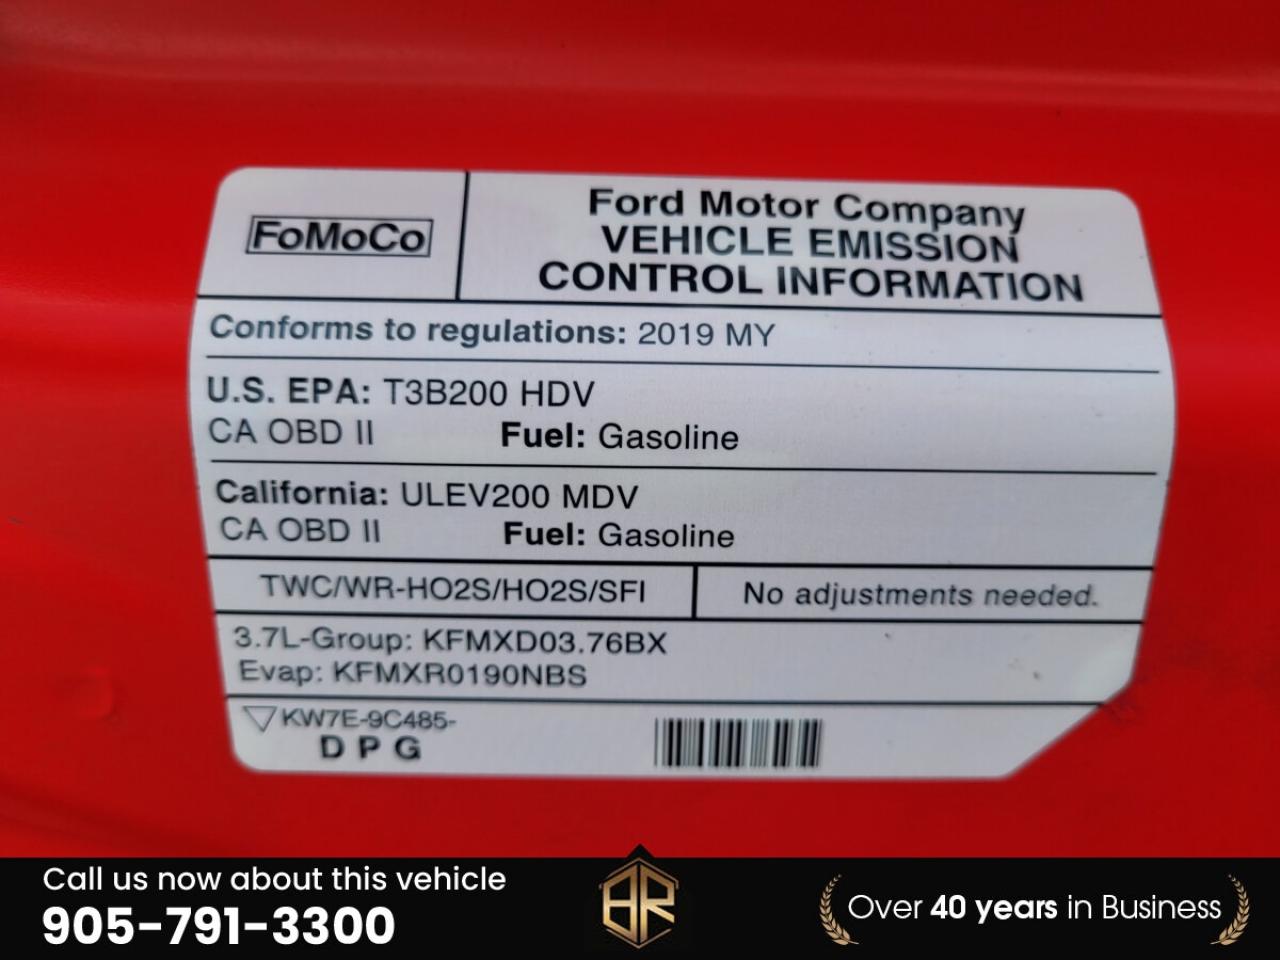 FoMoCo
Ford Motor Company
VEHICLE EMISSION
CONTROL INFORMATION
Conforms to regulations: 2019 MY
U.S. EPA: T3B200 HDV
CA OBD II Fuel: Gasoline
California: ULEV200 MDV
CA OBD II Fuel: Gasoline
TWC/WR-HO2S/HO2S/SFI
No adjustments needed.
3.7L-Group: KFMXD03.76BX
Evap: KFMXR0190NBS
KW7E-9C485-
D P G
Call us now about this vehicle
905-791-3300
BR
Over 40 years in Business